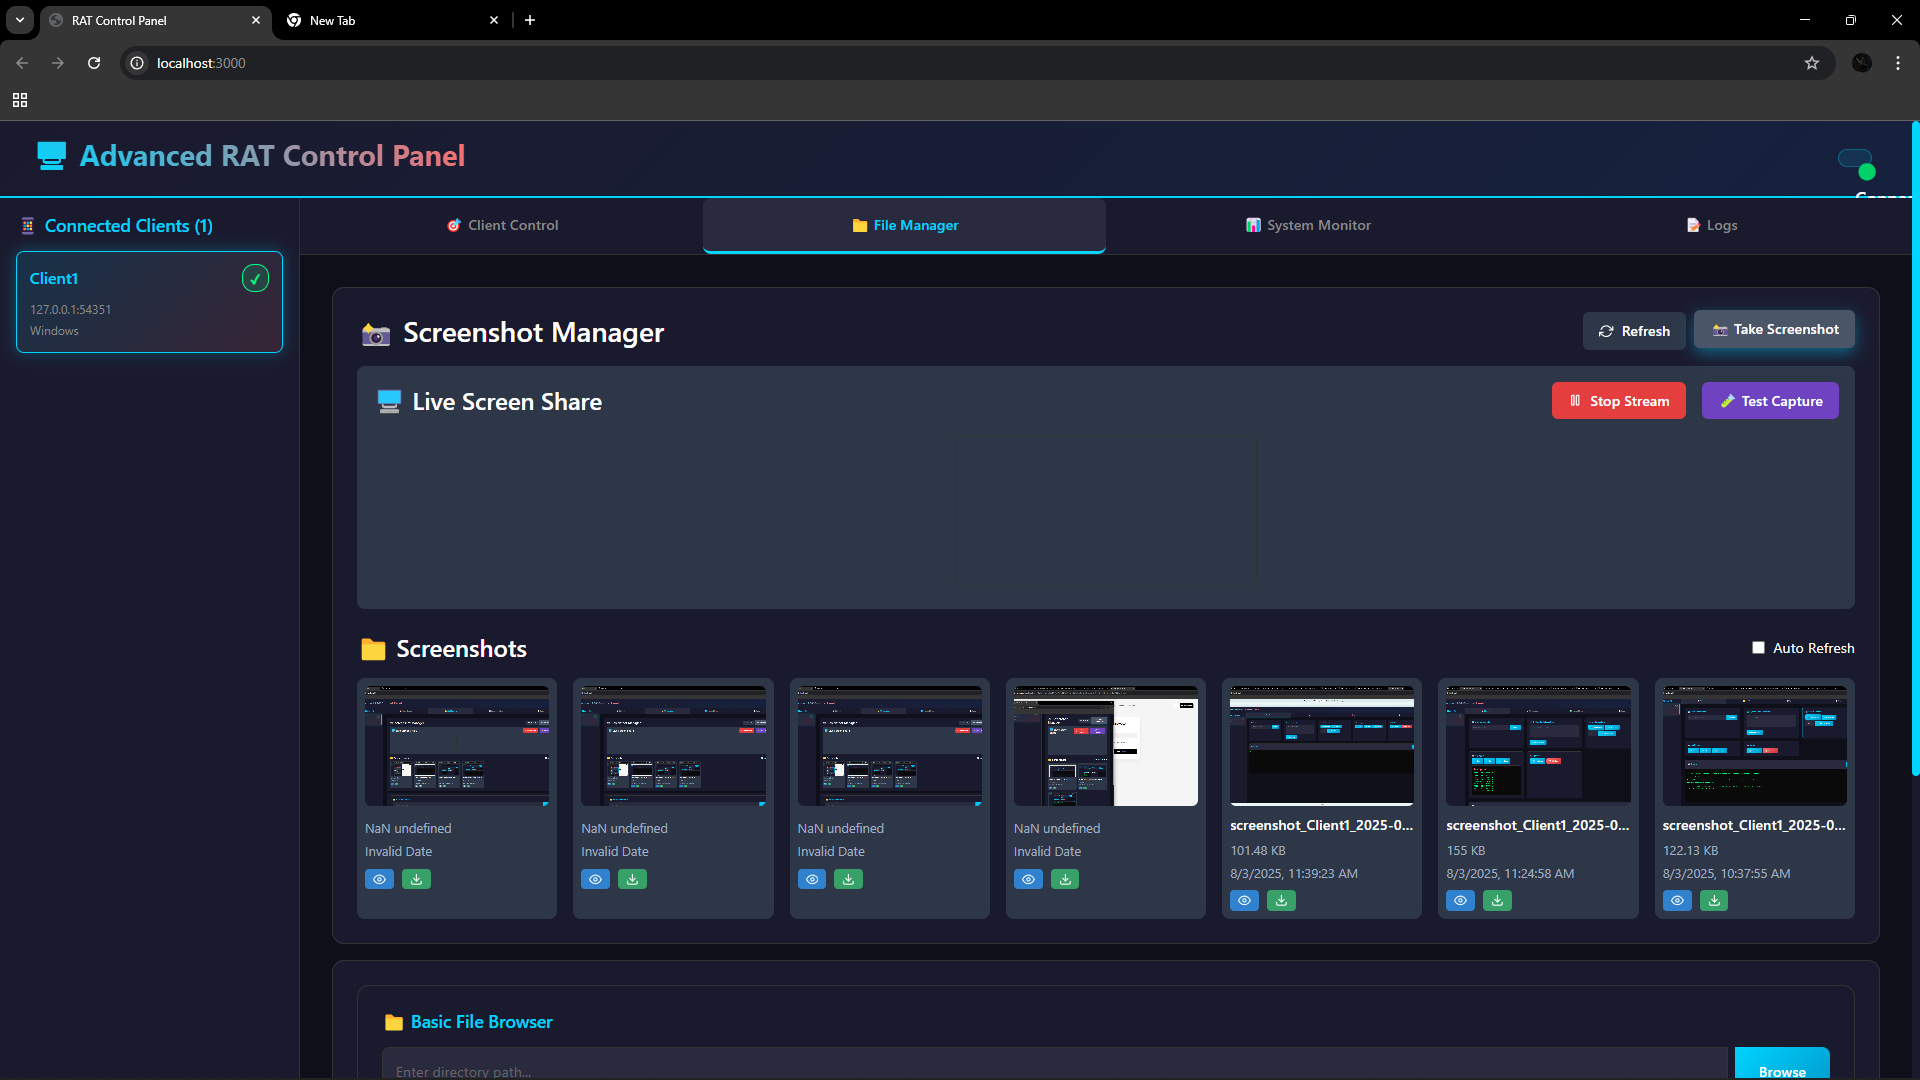 RAT Control Panel
New Tab
localhost:3000
Advanced RAT Control Panel
Connected Clients (1)
Client1
127.0.0.1:54351
Windows
Client Control
File Manager
System Monitor
Logs
Screenshot Manager
Refresh
Take Screenshot
Live Screen Share
Stop Stream
Test Capture
Screenshots
Auto Refresh
NaN undefined
Invalid Date
NaN undefined
Invalid Date
NaN undefined
Invalid Date
NaN undefined
Invalid Date
screenshot_Client1_2025-0...
101.48 KB
8/3/2025, 11:39:23 AM
screenshot_Client1_2025-0...
155 KB
8/3/2025, 11:24:58 AM
screenshot_Client1_2025-0...
122.13 KB
8/3/2025, 10:37:55 AM
Basic File Browser
Enter directory path...
Browse